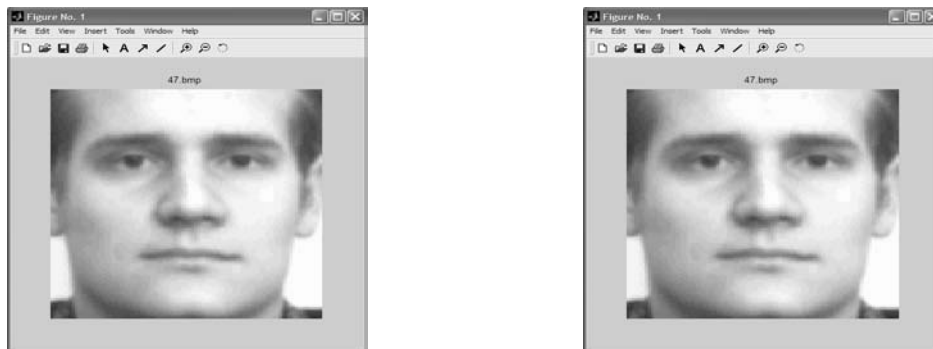 Figure No. 1
File Edit View Insert Tools Window Help
A
47.bmp
Figure No. 1
File Edit View Insert Tools Window Help
A
47.bmp